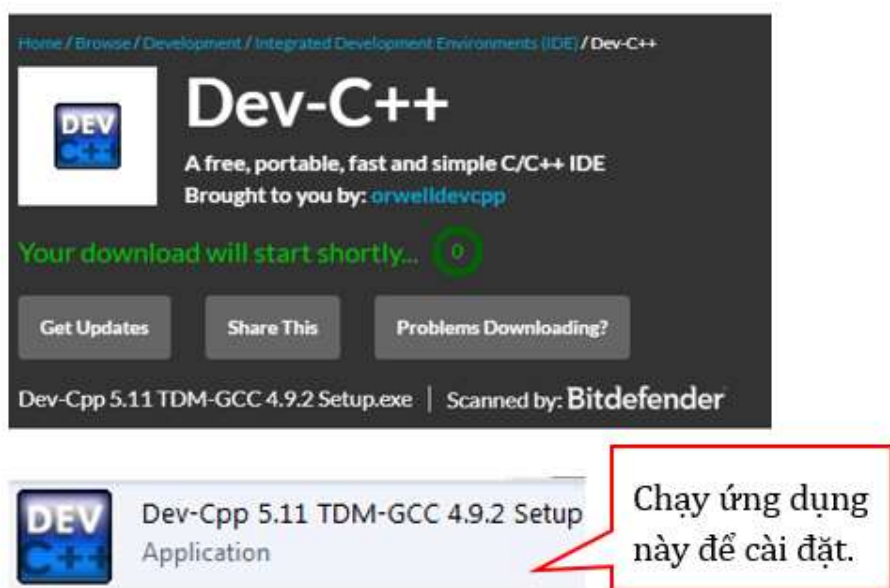 Home / Browse / Development / Integrated Development Environments (IDE) / Dev-C++
DEV
C++
Dev-C++
A free, portable, fast and simple C/C++ IDE
Brought to you by: orwelldevcpp
Your download will start shortly... 0
Get Updates
Share This
Problems Downloading?
Dev-Cpp 5.11 TDM-GCC 4.9.2 Setup.exe | Scanned by: Bitdefender
DEV
C++
Dev-Cpp 5.11 TDM-GCC 4.9.2 Setup
Application
Chạy ứng dụng
này để cài đặt.